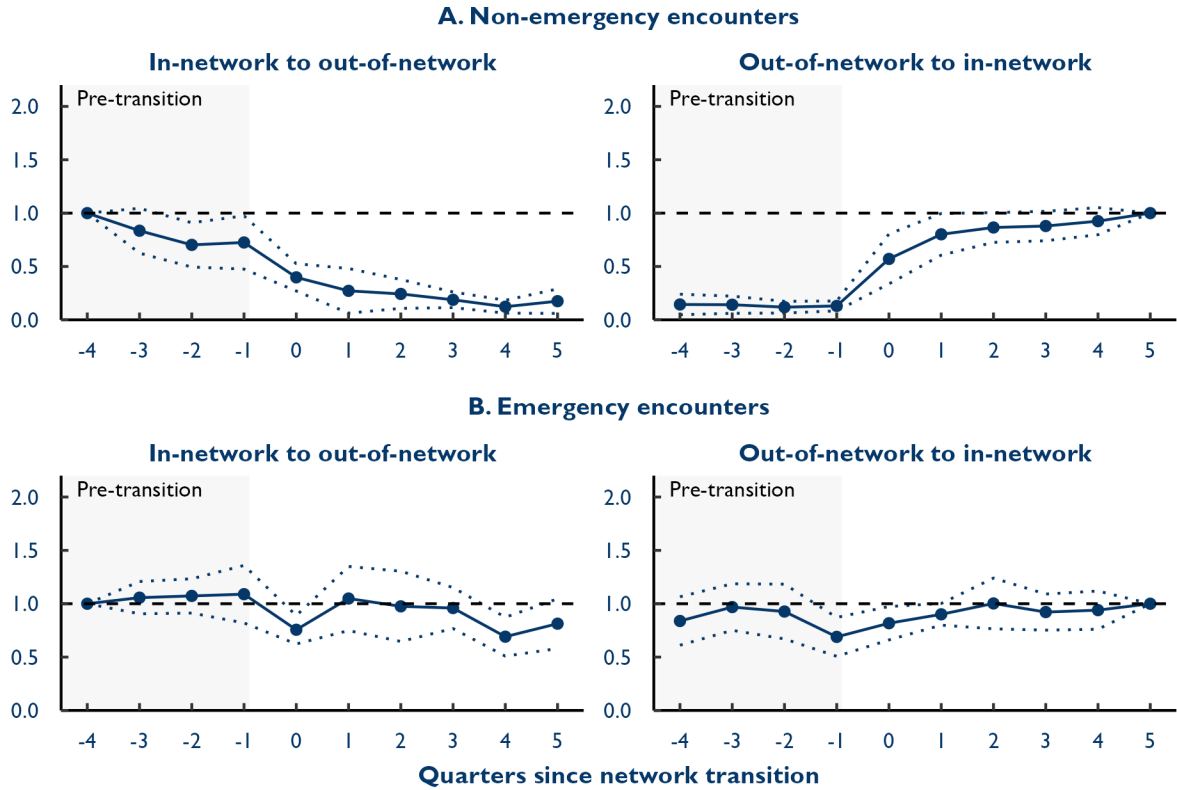 A. Non-emergency encounters
In-network to out-of-network
Pre-transition
2.0
1.5
1.0
0.5
0.0
-4 -3 -2 -1 0 1 2 3 4 5
Out-of-network to in-network
Pre-transition
2.0
1.5
1.0
0.5
0.0
-4 -3 -2 -1 0 1 2 3 4 5
B. Emergency encounters
In-network to out-of-network
Pre-transition
2.0
1.5
1.0
0.5
0.0
-4 -3 -2 -1 0 1 2 3 4 5
Out-of-network to in-network
Pre-transition
2.0
1.5
1.0
0.5
0.0
-4 -3 -2 -1 0 1 2 3 4 5
Quarters since network transition